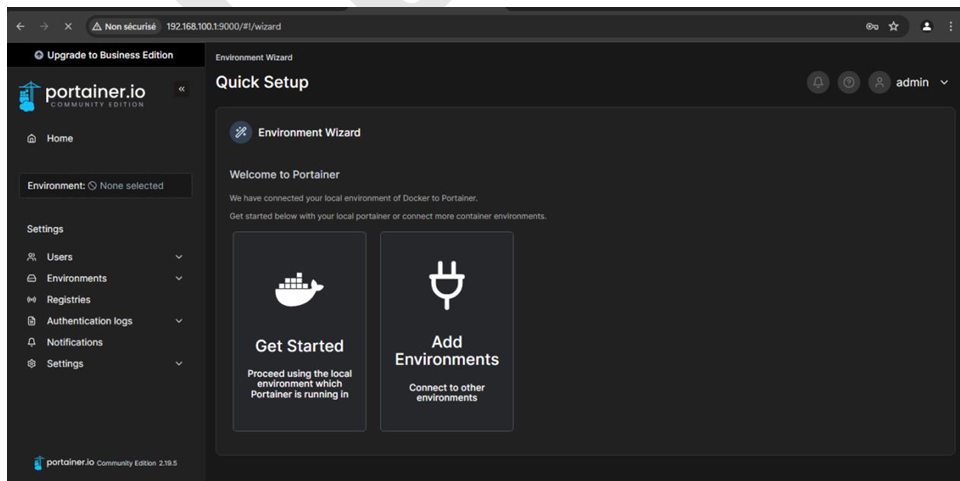 Non sécurisé 192.168.100.1:9000/#!/wizard
Upgrade to Business Edition
portainer.io
COMMUNITY EDITION
Home
Environment: None selected
Settings
Users
Environments
Registries
Authentication logs
Notifications
Settings
portainer.io Community Edition 2.19.5
Environment Wizard
Quick Setup
admin
Environment Wizard
Welcome to Portainer
We have connected your local environment of Docker to Portainer.
Get started below with your local portainer or connect more container environments.
Get Started
Proceed using the local
environment which
Portainer is running in
Add
Environments
Connect to other
environments